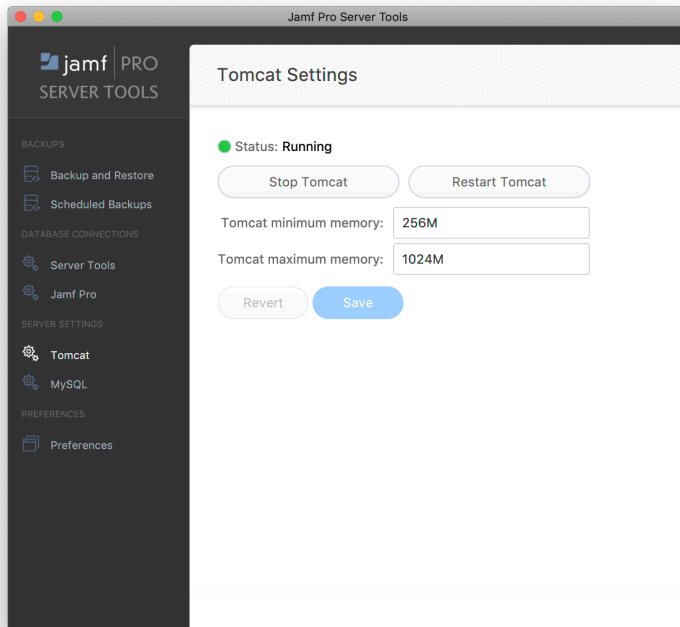 Jamf Pro Server Tools
jamf PRO
SERVER TOOLS
BACKUPS
Backup and Restore
Scheduled Backups
DATABASE CONNECTIONS
Server Tools
Jamf Pro
SERVER SETTINGS
Tomcat
MySQL
PREFERENCES
Preferences
Tomcat Settings
Status: Running
Stop Tomcat Restart Tomcat
Tomcat minimum memory: 256M
Tomcat maximum memory: 1024M
Revert Save